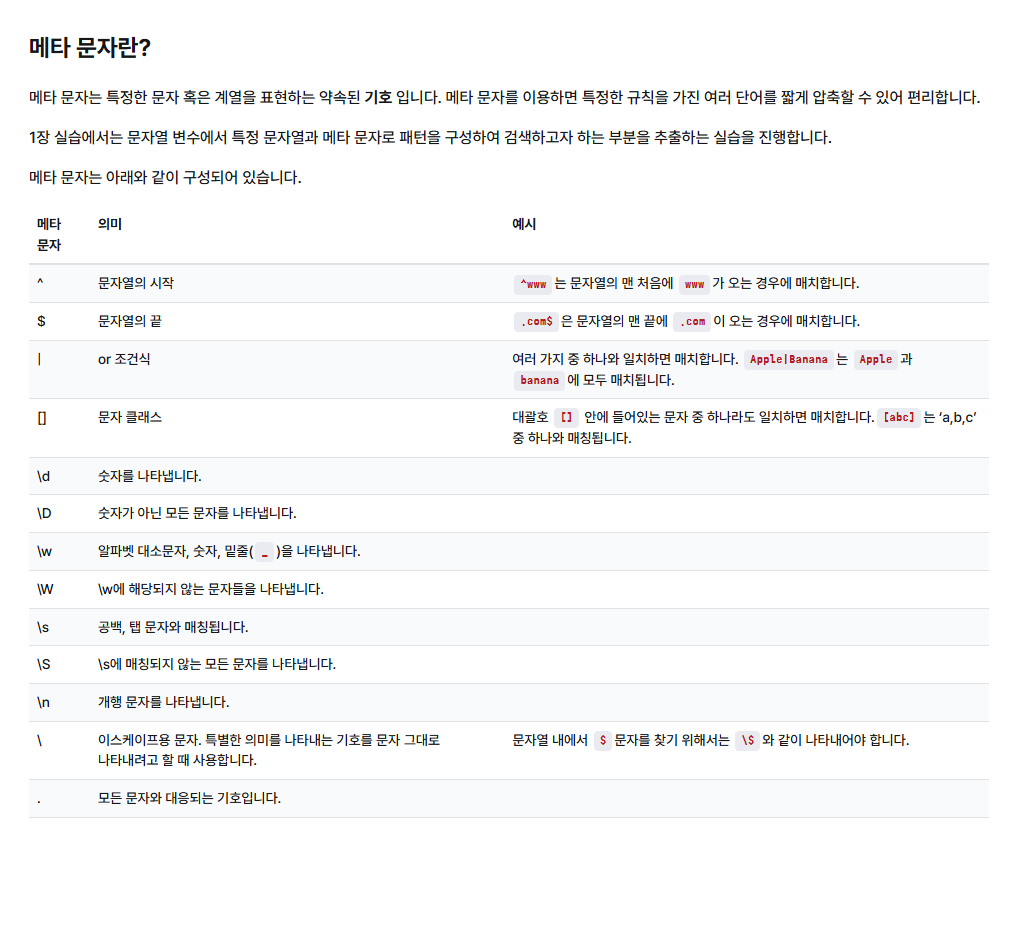 메타 문자란?
메타 문자는 특정한 문자 혹은 계열을 표현하는 약속된 기호 입니다. 메타 문자를 이용하면 특정한 규칙을 가진 여러 단어를 짧게 압축할 수 있어 편리합니다.
1장 실습에서는 문자열 변수에서 특정 문자열과 메타 문자로 패턴을 구성하여 검색하고자 하는 부분을 추출하는 실습을 진행합니다.
메타 문자는 아래와 같이 구성되어 있습니다.
메타 의미 예시
문자
^ 문자열의 시작 ^www 는 문자열의 맨 처음에 www 가 오는 경우에 매치합니다.
$ 문자열의 끝 .com$ 은 문자열의 맨 끝에 .com 이 오는 경우에 매치합니다.
| or 조건식 여러 가지 중 하나와 일치하면 매치합니다. Apple|Banana 는 Apple 과
banana 에 모두 매치됩니다.
[] 문자 클래스 대괄호 [] 안에 들어있는 문자 중 하나라도 일치하면 매치합니다. [abc] 는 ‘a,b,c’
중 하나와 매칭됩니다.
\d 숫자를 나타냅니다.
\D 숫자가 아닌 모든 문자를 나타냅니다.
\w 알파벳 대소문자, 숫자, 밑줄( _ )을 나타냅니다.
\W \w에 해당되지 않는 문자들을 나타냅니다.
\s 공백, 탭 문자와 매칭됩니다.
\S \s에 매칭되지 않는 모든 문자를 나타냅니다.
\n 개행 문자를 나타냅니다.
\ 이스케이프용 문자. 특별한 의미를 나타내는 기호를 문자 그대로 문자열 내에서 $ 문자를 찾기 위해서는 \$ 와 같이 나타내어야 합니다.
나타내려고 할 때 사용합니다.
. 모든 문자와 대응되는 기호입니다.